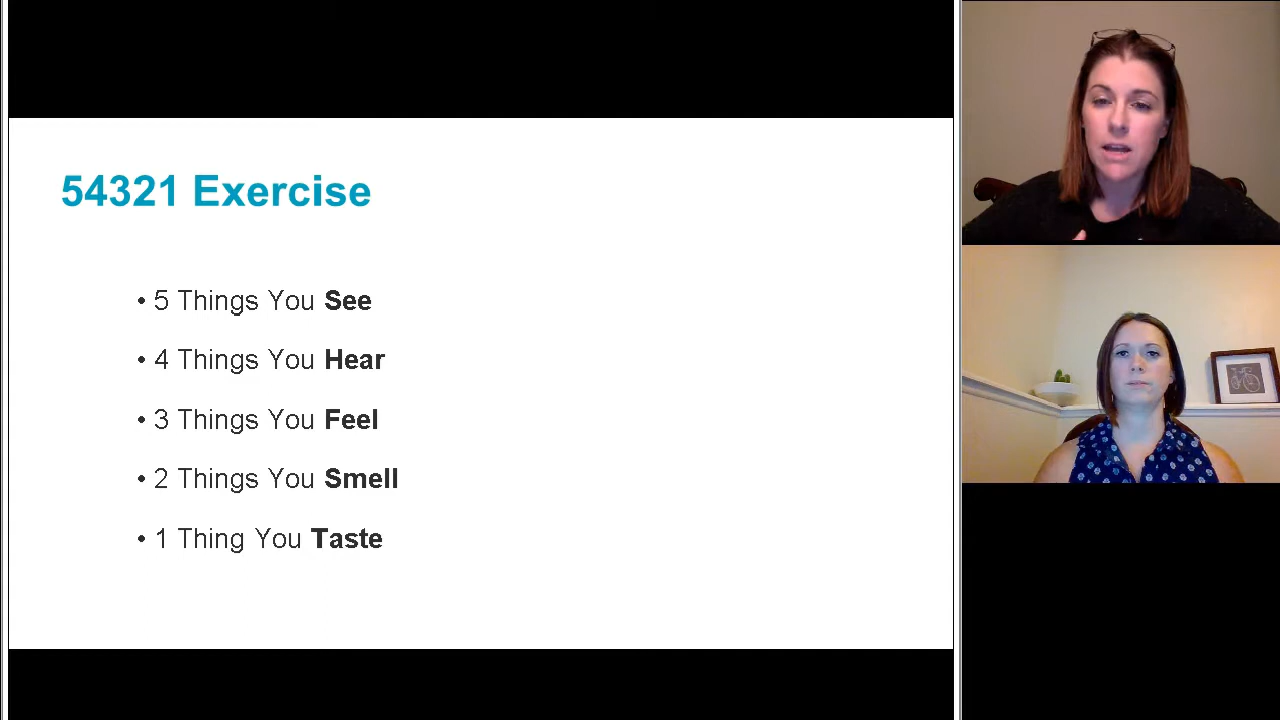 54321 Exercise
• 5 Things You See
• 4 Things You Hear
• 3 Things You Feel
• 2 Things You Smell
• 1 Thing You Taste